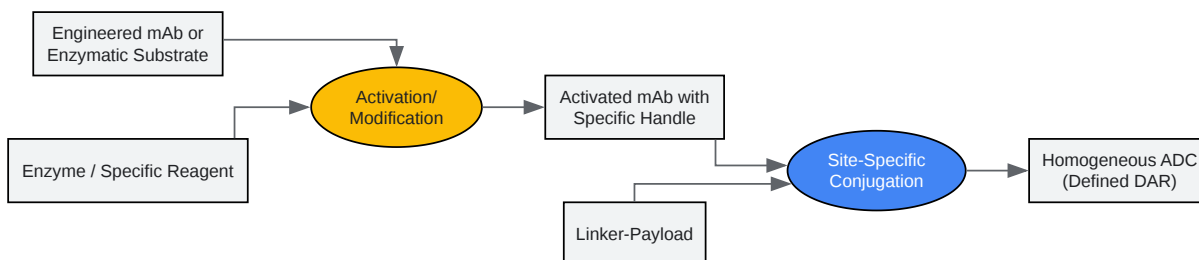 Engineered mAb or
Enzymatic Substrate
Activation/
Modification
Enzyme / Specific Reagent
Activated mAb with
Specific Handle
Linker-Payload
Site-Specific
Conjugation
Homogeneous ADC
(Defined DAR)